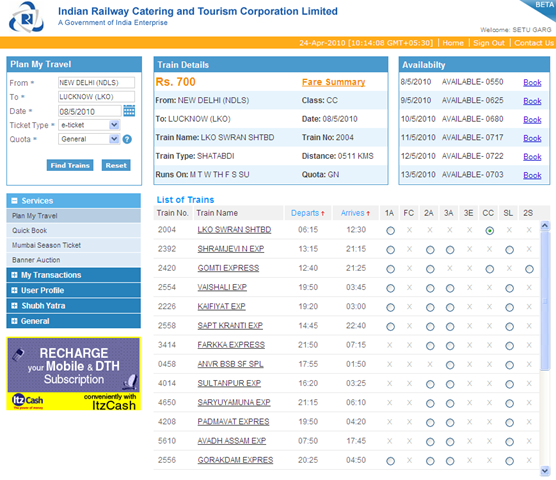 BETA
Indian Railway Catering and Tourism Corporation Limited
A Government of India Enterprise
Welcome: SETU GARG
24-Apr-2010 [10:14:08 GMT+05:30] | Home | Sign Out | Contact Us
Plan My Travel
From * NEW DELHI (NDLS)
To * LUCKNOW (LKO)
Date * 08/5/2010
Ticket Type * e-ticket
Quota * General ?
Find Trains Reset
Train Details
Rs. 700 Fare Summary
From: NEW DELHI (NDLS) Class: CC
To: LUCKNOW (LKO) Date: 08/5/2010
Train Name: LKO SWRAN SHTBD Train No: 2004
Train Type: SHATABDI Distance: 0511 KMS
Runs On: M T W TH F S SU Quota: GN
Availabilty
8/5/2010 AVAILABLE- 0550 Book
9/5/2010 AVAILABLE- 0625 Book
10/5/2010 AVAILABLE- 0680 Book
11/5/2010 AVAILABLE- 0717 Book
12/5/2010 AVAILABLE- 0722 Book
13/5/2010 AVAILABLE- 0703 Book
Services
Plan My Travel
Quick Book
Mumbai Season Ticket
Banner Auction
My Transactions
User Profile
Shubh Yatra
General
RECHARGE
your Mobile & DTH
Subscription
ItzCash
The power of money
conveniently with
ItzCash
List of Trains
Train No. Train Name Departs ↑ Arrives ↑ 1A FC 2A 3A 3E CC SL 2S
2004 LKO SWRAN SHTBD 06:15 12:30 X X X X X X
2392 SHRAMJEVI N EXP 13:15 21:15 X X X X
2420 GOMTI EXPRESS 12:40 21:25 X X X X X
2554 VAISHALI EXP 19:50 03:45 X X X X
2226 KAIFIYAT EXP 19:20 03:00 X X X X
2558 SAPT KRANTI EXP 14:45 22:40 X X X X
3414 FARKKA EXPRESS 21:50 07:15 X X X X X
0458 ANVR BSB SF SPL 17:55 01:50 X X X X X X
4014 SULTANPUR EXP 16:20 03:25 X X X X X
4650 SARYUYAMUNA EXP 21:15 06:10 X X X X X
4208 PADMAVAT EXPRES 19:50 04:20 X X X X X
5610 AVADH ASSAM EXP 07:50 17:45 X X X X X
2556 GORAKDAM EXPRES 20:25 04:50 X X X X